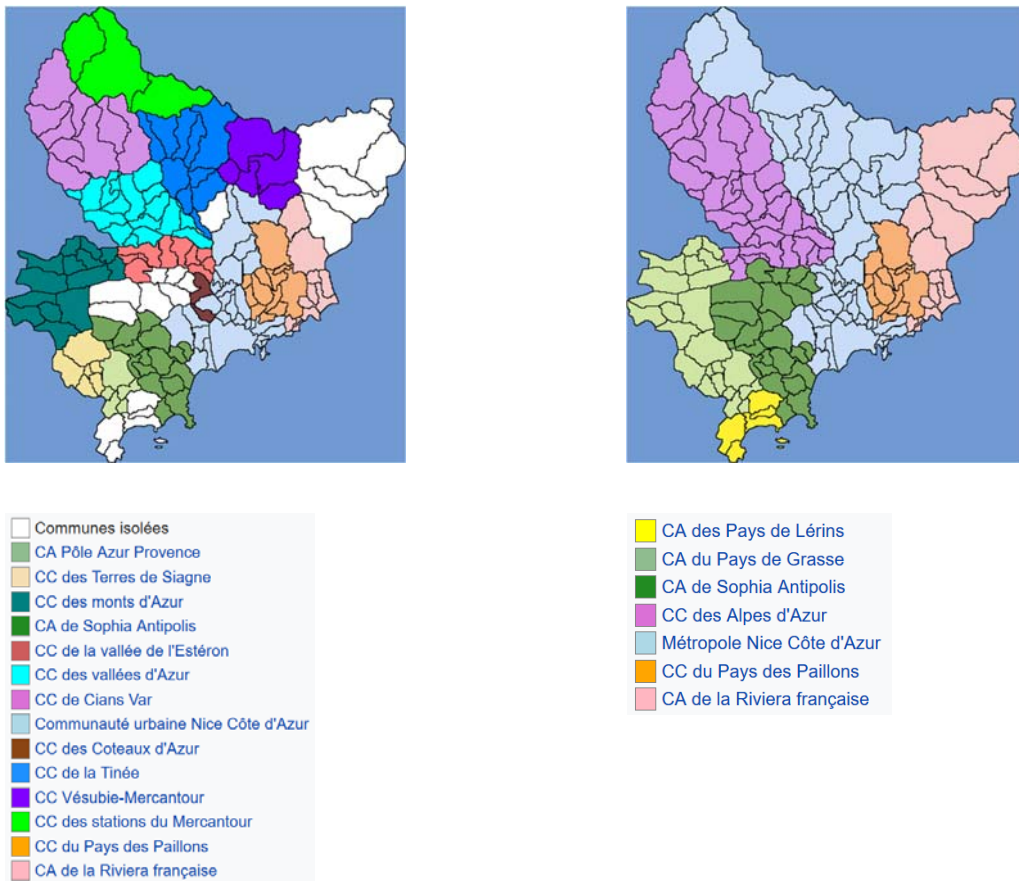 Communes isolées
CA Pôle Azur Provence
CC des Terres de Siagne
CC des monts d'Azur
CA de Sophia Antipolis
CC de la vallée de l'Estéron
CC des vallées d'Azur
CC de Cians Var
Communauté urbaine Nice Côte d'Azur
CC des Coteaux d'Azur
CC de la Tinée
CC Vésubie-Mercantour
CC des stations du Mercantour
CC du Pays des Paillons
CA de la Riviera française
CA des Pays de Lérins
CA du Pays de Grasse
CA de Sophia Antipolis
CC des Alpes d'Azur
Métropole Nice Côte d'Azur
CC du Pays des Paillons
CA de la Riviera française